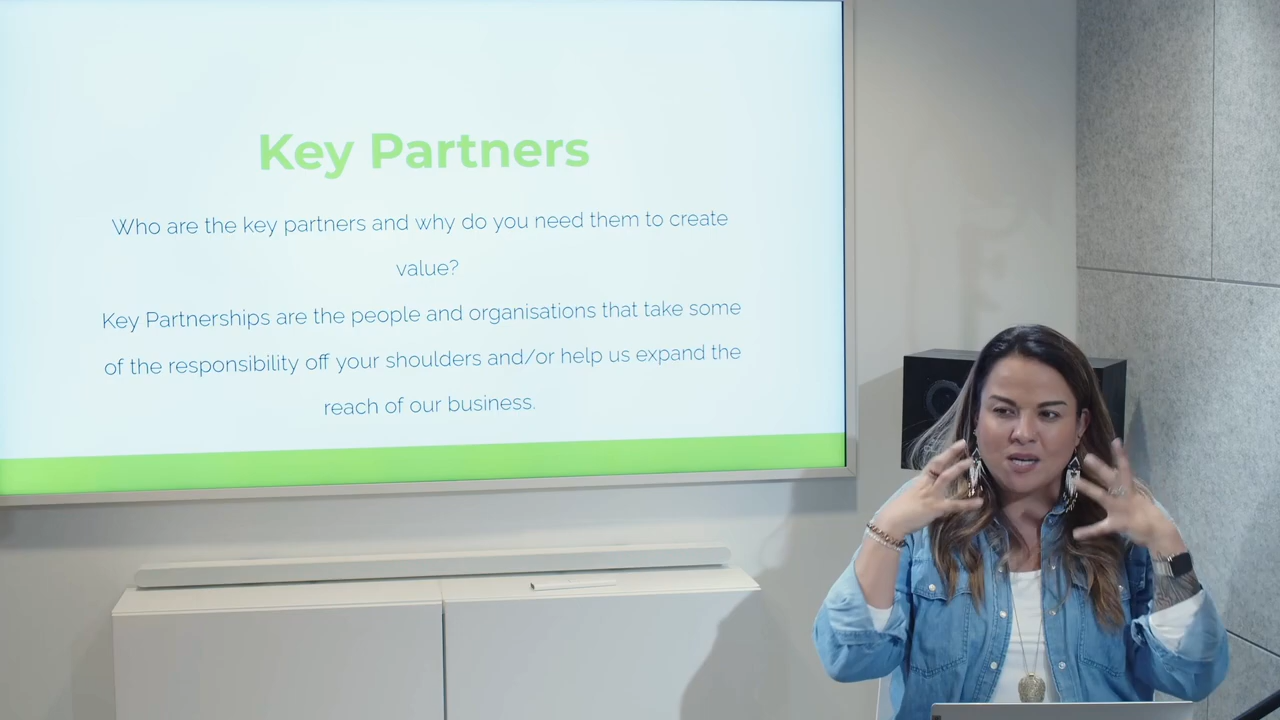 Key Partners
Who are the key partners and why do you need them to create
value?
Key Partnerships are the people and organisations that take some
of the responsibility off your shoulders and/or help us expand the
reach of our business.